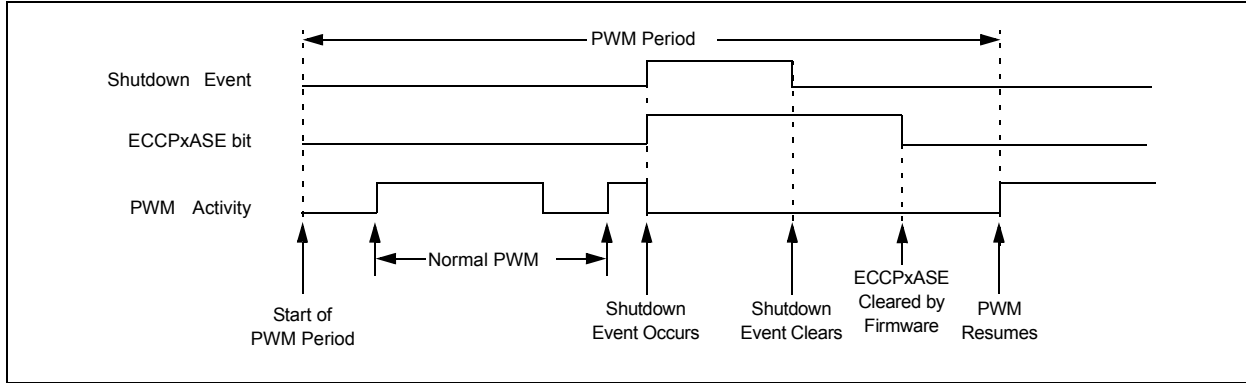 PWM Period
Shutdown Event
ECCPxASE bit
PWM Activity
Normal PWM
Start of
PWM Period
Shutdown
Event Occurs
Shutdown
Event Clears
ECCPxASE
Cleared by
Firmware
PWM
Resumes